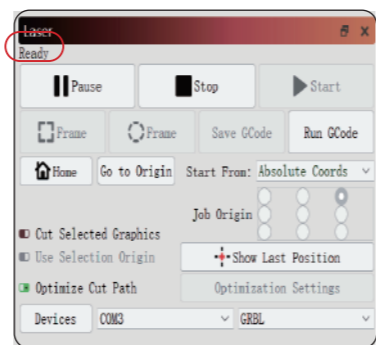 Laser
Ready
Pause Stop Start
Frame Frame Save GCode Run GCode
Home Go to Origin Start From: Absolute Coords
Job Origin
Cut Selected Graphics
Use Selection Origin Show Last Position
Optimize Cut Path Optimization Settings
Devices COM3 GRBL